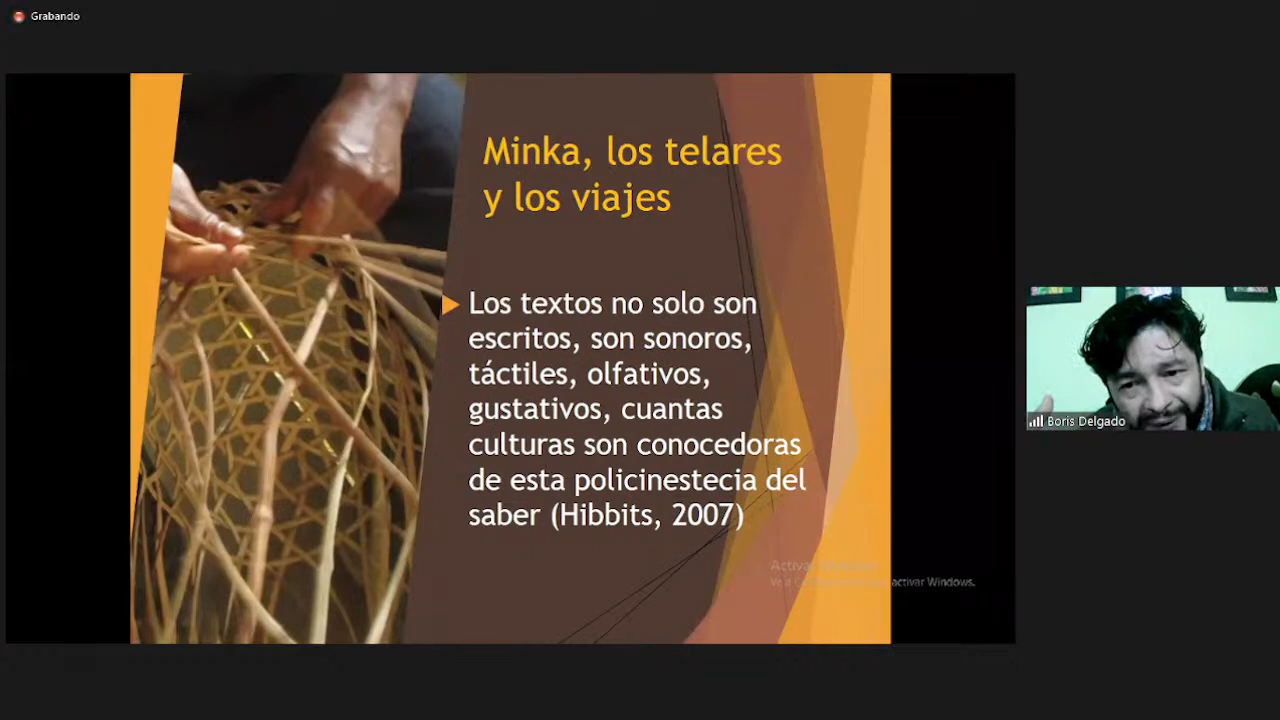 Grabando
Minka, los telares
y los viajes
Los textos no solo son
escritos, son sonoros,
táctiles, olfativos,
gustativos, cuantas
culturas son conocedoras
de esta policinestecia del
saber (Hibbits, 2007)
activar Windows.
Boris Delgado